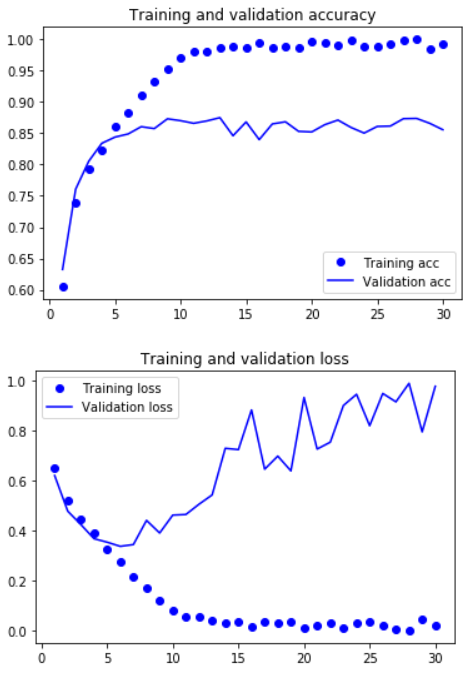 Training and validation accuracy
1.00
0.95
0.90
0.85
0.80
0.75
0.70
0.65
0.60
Training acc
Validation acc
0 5 10 15 20 25 30
Training and validation loss
Training loss
Validation loss
1.0
0.8
0.6
0.4
0.2
0.0
0 5 10 15 20 25 30